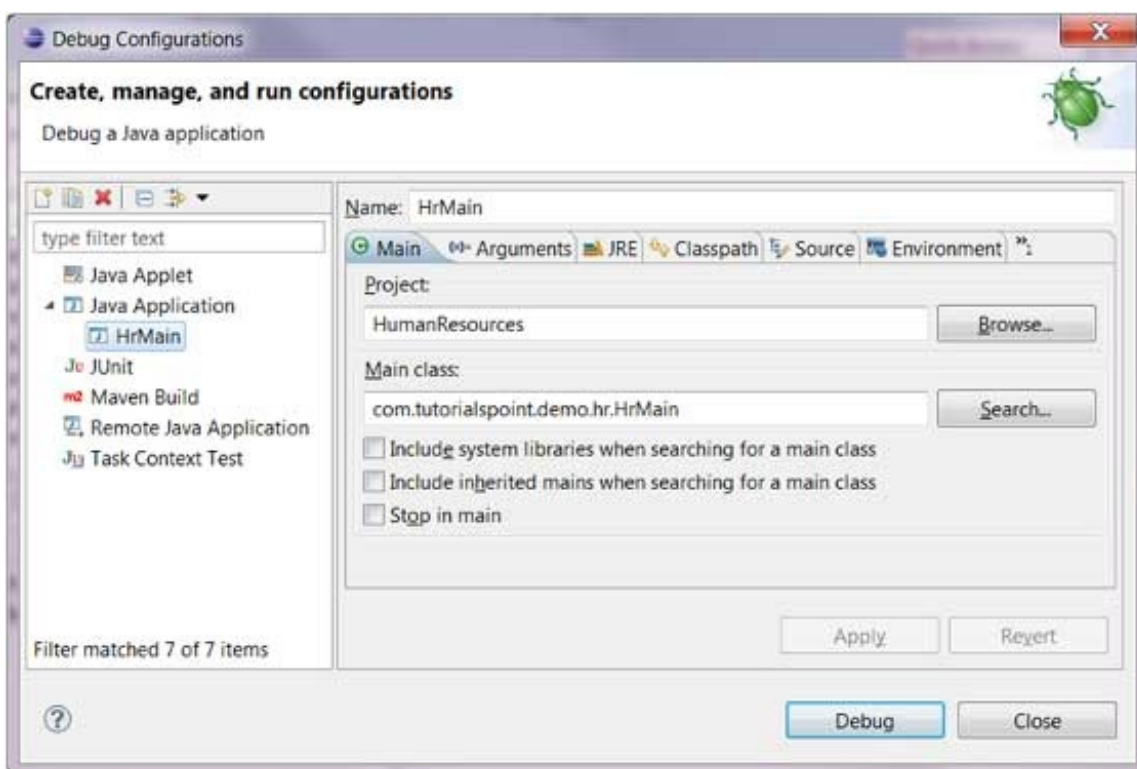 Debug Configurations
Create, manage, and run configurations
Debug a Java application
type filter text
Java Applet
Java Application
HrMain
JUnit
Maven Build
Remote Java Application
Task Context Test
Filter matched 7 of 7 items
Name: HrMain
Main Arguments JRE Classpath Source Environment »1
Project:
HumanResources Browse...
Main class:
com.tutorialspoint.demo.hr.HrMain Search...
Include system libraries when searching for a main class
Include inherited mains when searching for a main class
Stop in main
Apply Revert
Debug Close